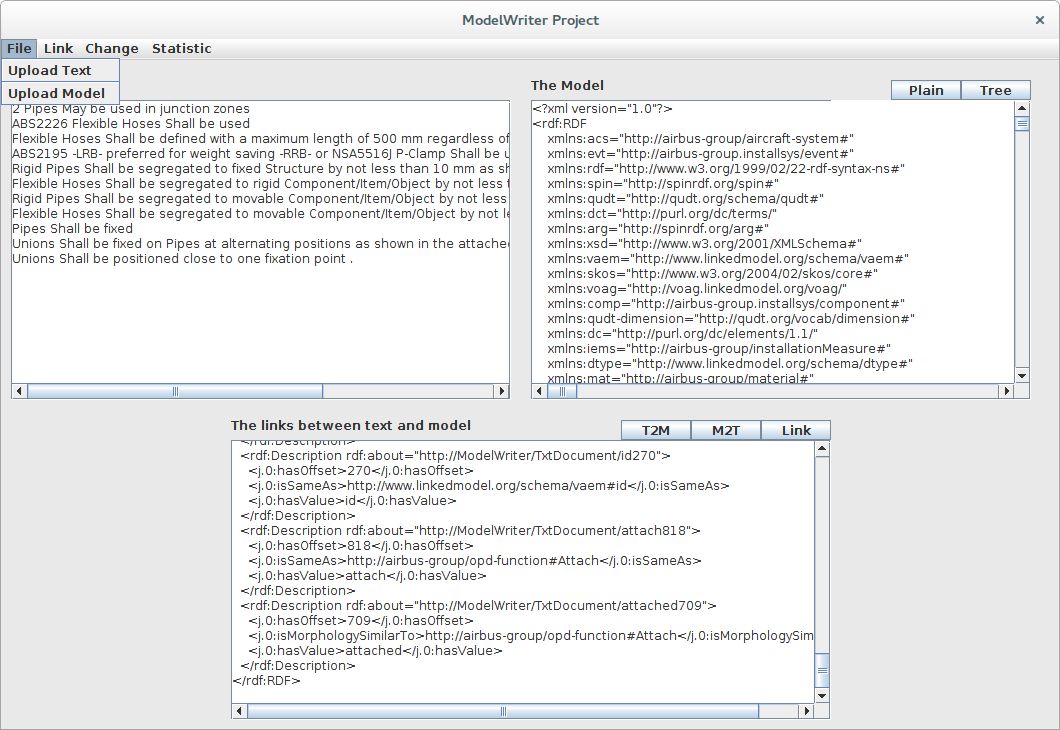 ModelWriter Project
File Link Change Statistic
Upload Text
Upload Model
The Model
Plain Tree
2 Pipes May be used in junction zones
ABS2226 Flexible Hoses Shall be used
Flexible Hoses Shall be defined with a maximum length of 500 mm regardless of
ABS2195 -LRB- preferred for weight saving -RRB- or NSA5516J P-Clamp Shall be u
Rigid Pipes Shall be segregated to fixed Structure by not less than 10 mm as sh
Flexible Hoses Shall be segregated to rigid Component/Item/Object by not less t
Rigid Pipes Shall be segregated to movable Component/Item/Object by not less
Flexible Hoses Shall be segregated to movable Component/Item/Object by not le
Pipes Shall be fixed
Unions Shall be fixed on Pipes at alternating positions as shown in the attached
Unions Shall be positioned close to one fixation point .
<?xml version="1.0"?>
<rdf:RDF
xmlns:acs="http://airbus-group/aircraft-system#"
xmlns:evt="http://airbus-group.installsys/event#"
xmlns:rdf="http://www.w3.org/1999/02/22-rdf-syntax-ns#"
xmlns:spin="http://spinrdf.org/spin#"
xmlns:qudt="http://qudt.org/schema/qudt#"
xmlns:dct="http://purl.org/dc/terms/"
xmlns:arg="http://spinrdf.org/arg#"
xmlns:xsd="http://www.w3.org/2001/XMLSchema#"
xmlns:vaem="http://www.linkedmodel.org/schema/vaem#"
xmlns:skos="http://www.w3.org/2004/02/skos/core#"
xmlns:voag="http://voag.linkedmodel.org/voag/"
xmlns:comp="http://airbus-group.installsys/component#"
xmlns:qudt-dimension="http://qudt.org/vocab/dimension#"
xmlns:dc="http://purl.org/dc/elements/1.1/"
xmlns:iems="http://airbus-group/installationMeasure#"
xmlns:dtype="http://www.linkedmodel.org/schema/dtype#"
xmlns:mat="http://airbus-group/material#"
The links between text and model
T2M M2T Link
</rdf:Description>
<rdf:Description rdf:about="http://ModelWriter/TxtDocument/id270">
<j.0:hasOffset>270</j.0:hasOffset>
<j.0:isSameAs>http://www.linkedmodel.org/schema/vaem#id</j.0:isSameAs>
<j.0:hasValue>id</j.0:hasValue>
</rdf:Description>
<rdf:Description rdf:about="http://ModelWriter/TxtDocument/attach818">
<j.0:hasOffset>818</j.0:hasOffset>
<j.0:isSameAs>http://airbus-group/opd-function#Attach</j.0:isSameAs>
<j.0:hasValue>attach</j.0:hasValue>
</rdf:Description>
<rdf:Description rdf:about="http://ModelWriter/TxtDocument/attached709">
<j.0:hasOffset>709</j.0:hasOffset>
<j.0:isMorphologySimilarTo>http://airbus-group/opd-function#Attach</j.0:isMorphologySim
<j.0:hasValue>attached</j.0:hasValue>
</rdf:Description>
</rdf:RDF>